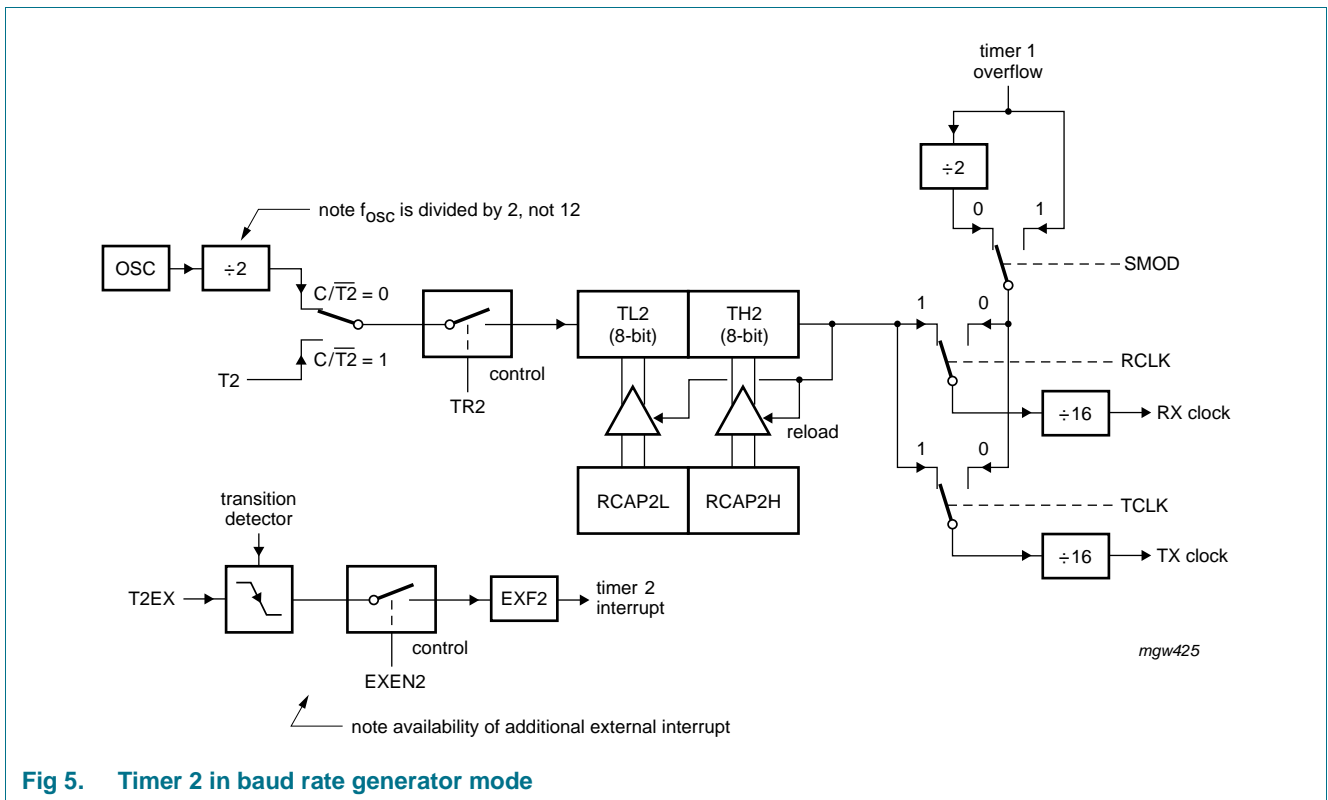 timer 1
overflow
÷2
note fosc is divided by 2, not 12
0
1
OSC
÷2
SMOD
C/T2 = 0
TL2
(8-bit)
TH2
(8-bit)
1
0
C/T2 = 1
T2
control
RCLK
TR2
÷16
RX clock
reload
1
0
transition
detector
RCAP2L
RCAP2H
TCLK
÷16
TX clock
T2EX
EXF2
timer 2
interrupt
control
mgw425
EXEN2
note availability of additional external interrupt
Fig 5. Timer 2 in baud rate generator mode